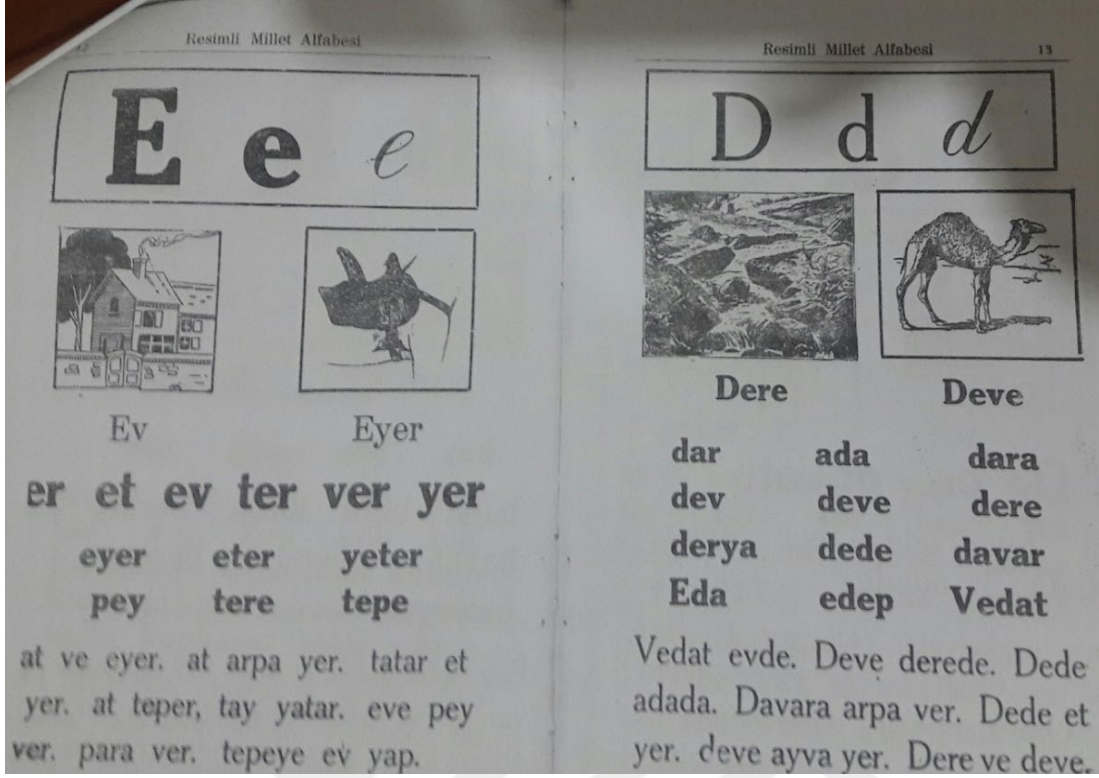 Resimli Millet Alfabesi
E e e
Ev Eyer
er et ev ter ver yer
eyer eter yeter
pey tere tepe
at ve eyer. at arpa yer. tatar et
yer. at teper, tay yatar. eve pey
ver. para ver. tepeye ev yap.
Resimli Millet Alfabesi 13
D d d
Dere Deve
dar ada dara
dev deve dere
derya dede davar
Eda edep Vedat
Vedat evde. Deve derede. Dede
adada. Davara arpa ver. Dede et
yer. deve ayva yer. Dere ve deve.